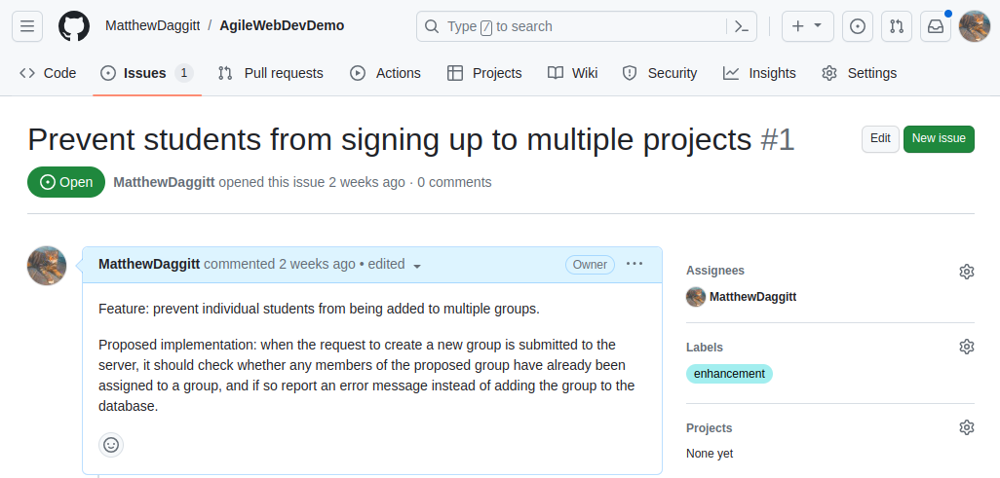 MatthewDaggitt / AgileWebDevDemo
Type / to search
Code
Issues 1
Pull requests
Actions
Projects
Wiki
Security
Insights
Settings
Prevent students from signing up to multiple projects #1
Edit
New issue
Open
MatthewDaggitt opened this issue 2 weeks ago · 0 comments
MatthewDaggitt commented 2 weeks ago • edited
Owner
Feature: prevent individual students from being added to multiple groups.
Proposed implementation: when the request to create a new group is submitted to the
server, it should check whether any members of the proposed group have already been
assigned to a group, and if so report an error message instead of adding the group to the
database.
Assignees
MatthewDaggitt
Labels
enhancement
Projects
None yet